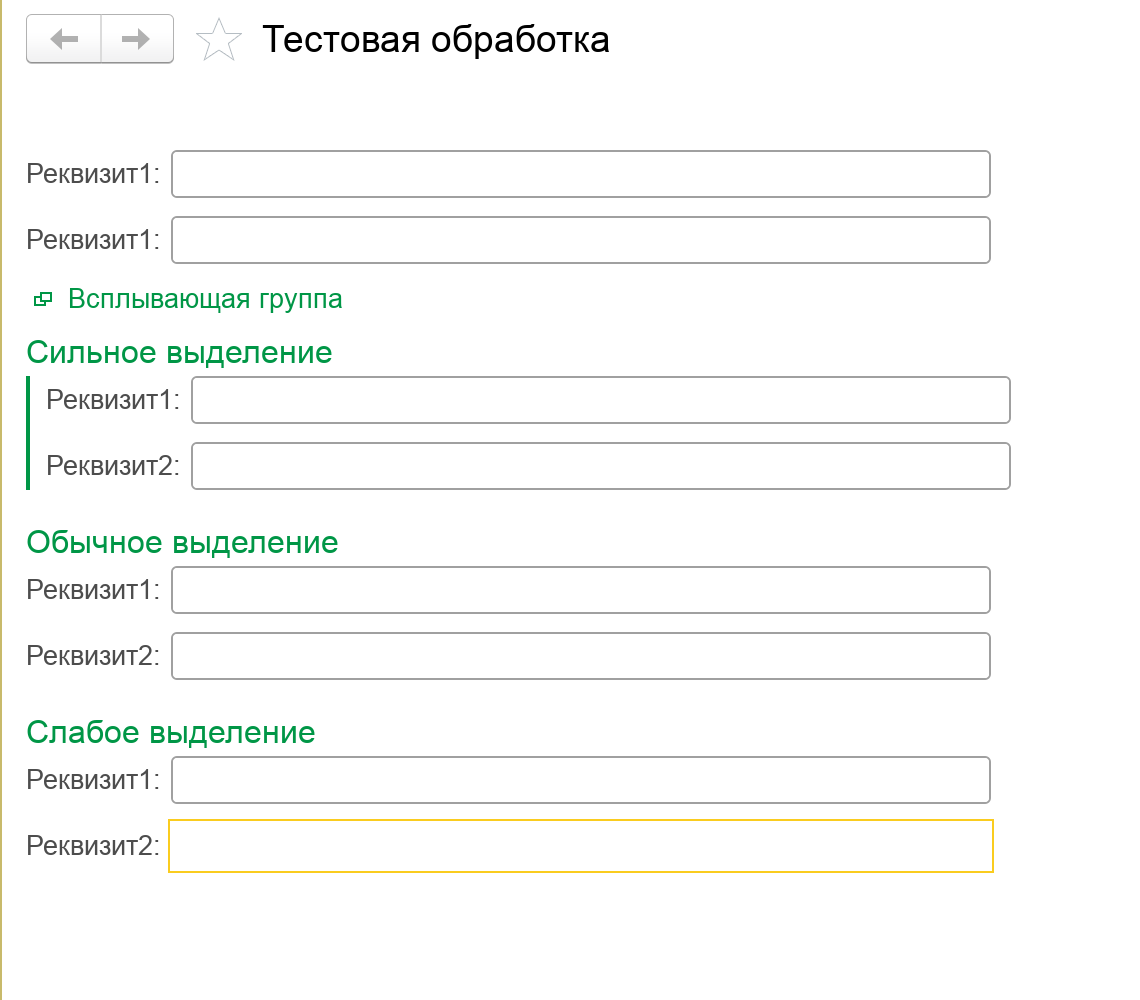 Тестовая обработка
Реквизит1:
Реквизит1:
Всплывающая группа
Сильное выделение
Реквизит1:
Реквизит2:
Обычное выделение
Реквизит1:
Реквизит2:
Слабое выделение
Реквизит1:
Реквизит2: